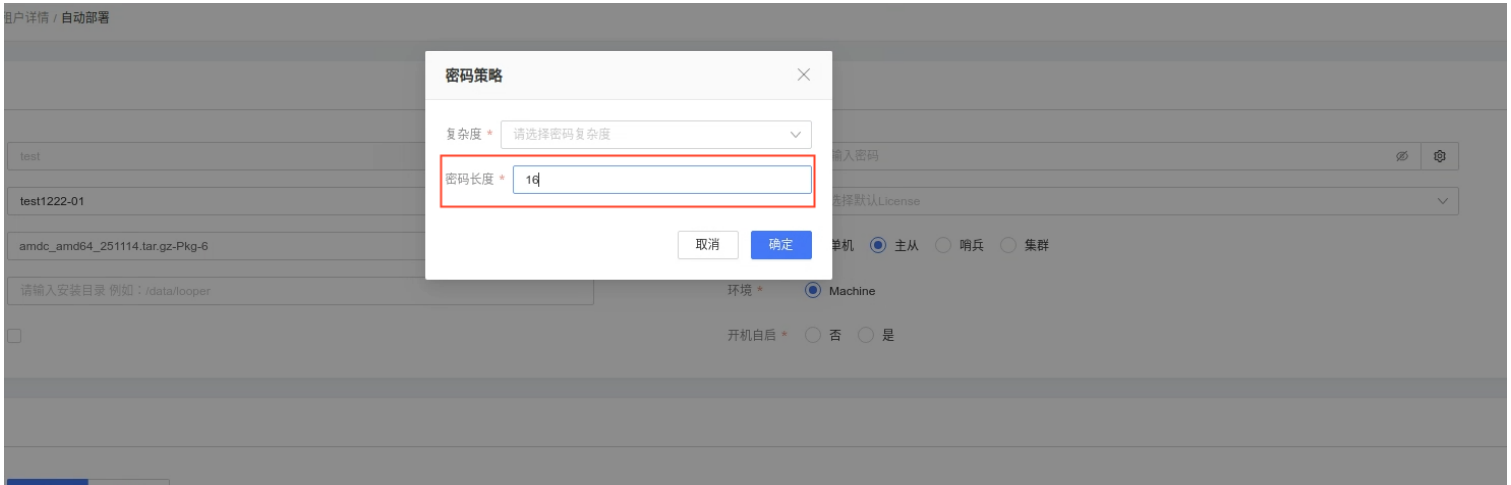 租户详情 / 自动部署
密码策略
复杂度 * 请选择密码复杂度
test
输入密码
密码长度 * 16
test1222-01
选择默认License
取消 确定
amdc_amd64_251114.tar.gz-Pkg-6
单机 主从 哨兵 集群
请输入安装目录 例如：/data/looper
环境 * Machine
开机自启 * 否 是